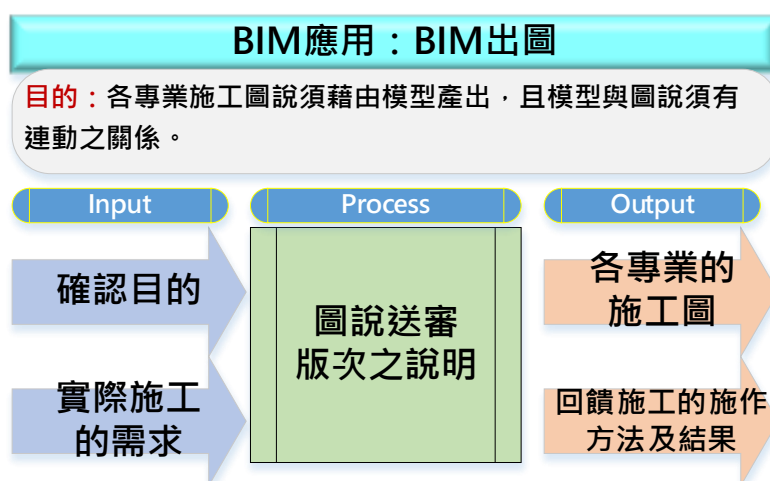 BIM應用：BIM出圖
目的：各專業施工圖說須藉由模型產出，且模型與圖說須有
連動之關係。
Input
Process
Output
確認目的
實際施工
的需求
圖說送審
版次之說明
各專業的
施工圖
回饋施工的施作
方法及結果